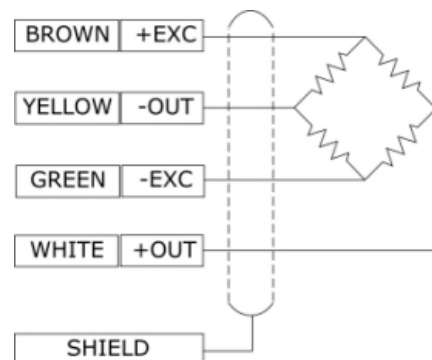 BROWN +EXC
YELLOW -OUT
GREEN -EXC
WHITE +OUT
SHIELD